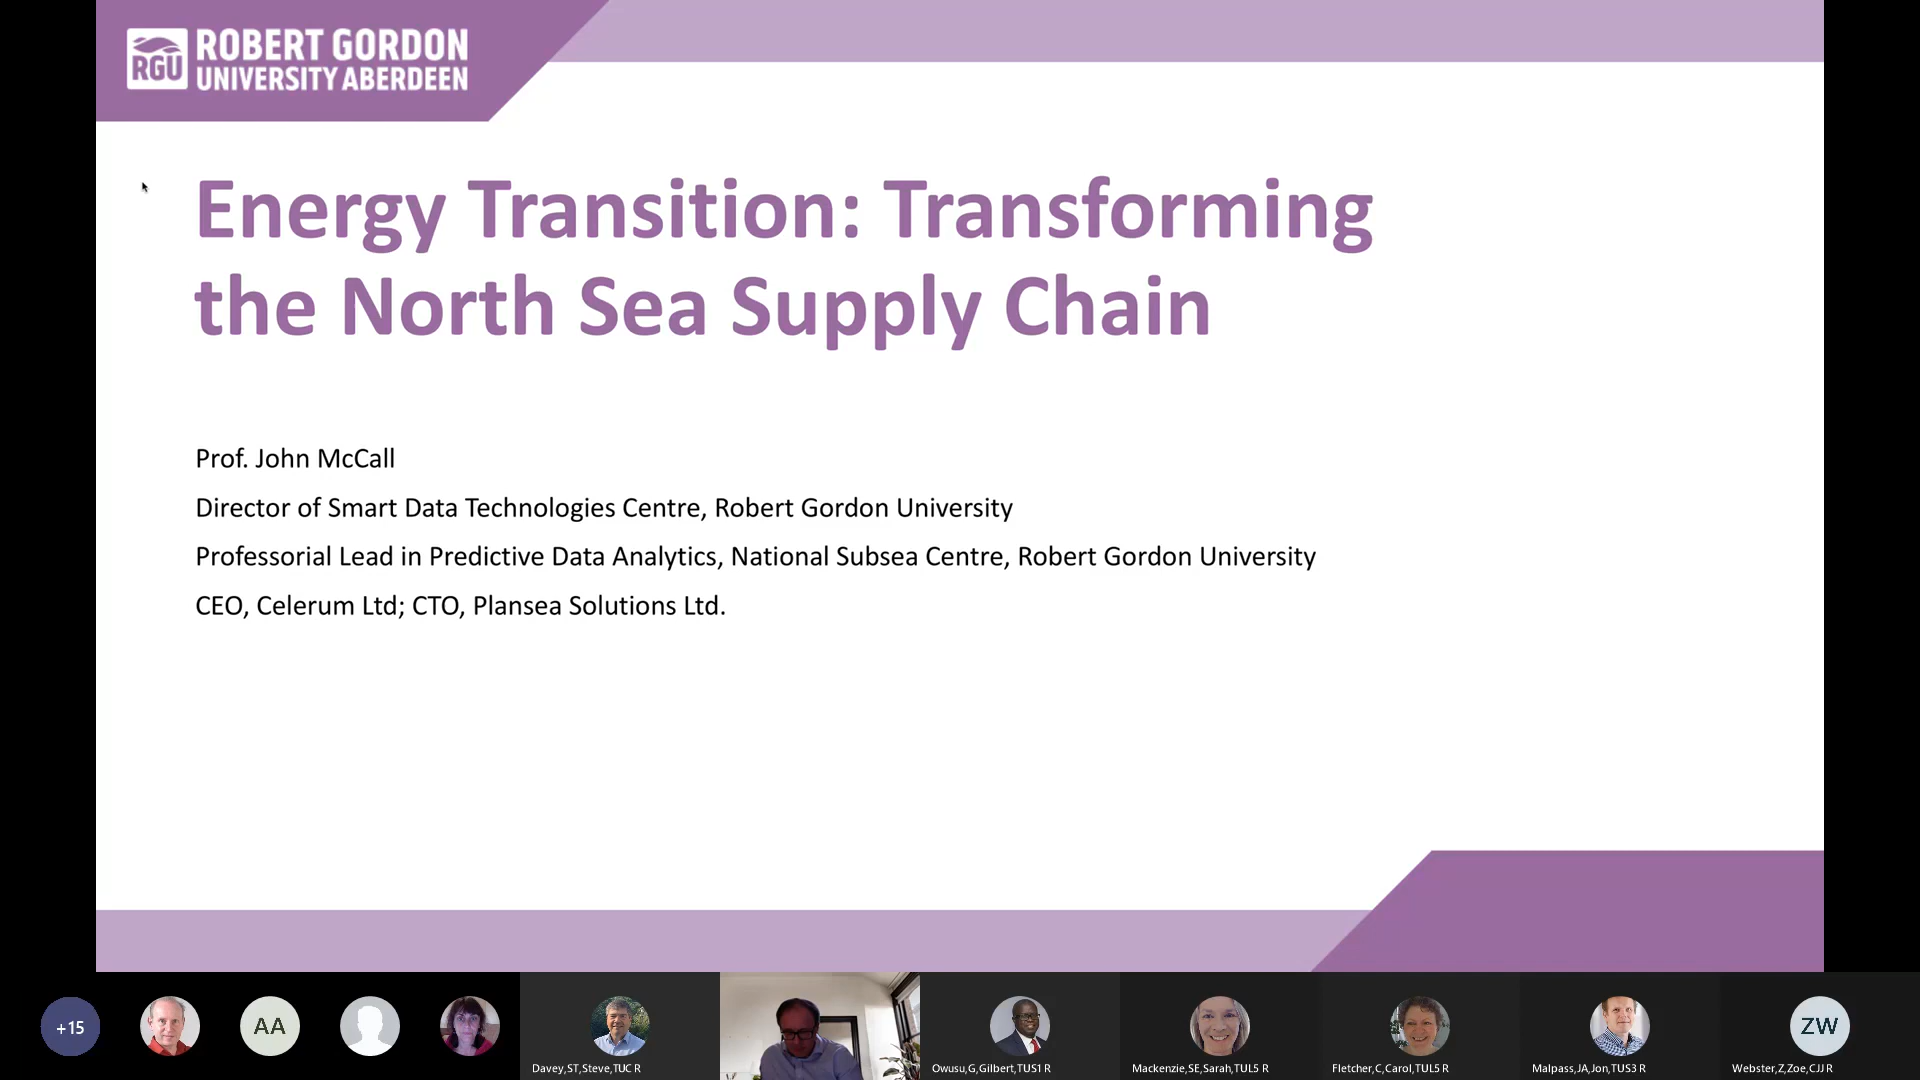 RGU
ROBERT GORDON
UNIVERSITY ABERDEEN
Energy Transition: Transforming
the North Sea Supply Chain
Prof. John McCall
Director of Smart Data Technologies Centre, Robert Gordon University
Professorial Lead in Predictive Data Analytics, National Subsea Centre, Robert Gordon University
CEO, Celerum Ltd; CTO, Plansea Solutions Ltd.
+15
AA
ZW
Davey,ST,Steve,TUC R
Owusu,G,Gilbert,TUS1 R
Mackenzie,SE,Sarah,TUL5 R
Fletcher,C,Carol,TUL5 R
Malpass,JA,Jon,TUS3 R
Webster,Z,Zoe,CJJ R